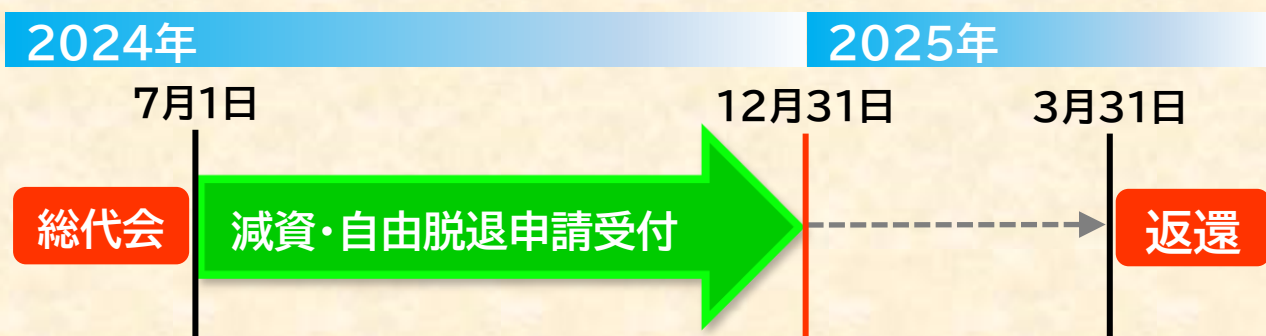 2024年 2025年
7月1日 12月31日 3月31日
総代会 減資・自由脱退申請受付 返還